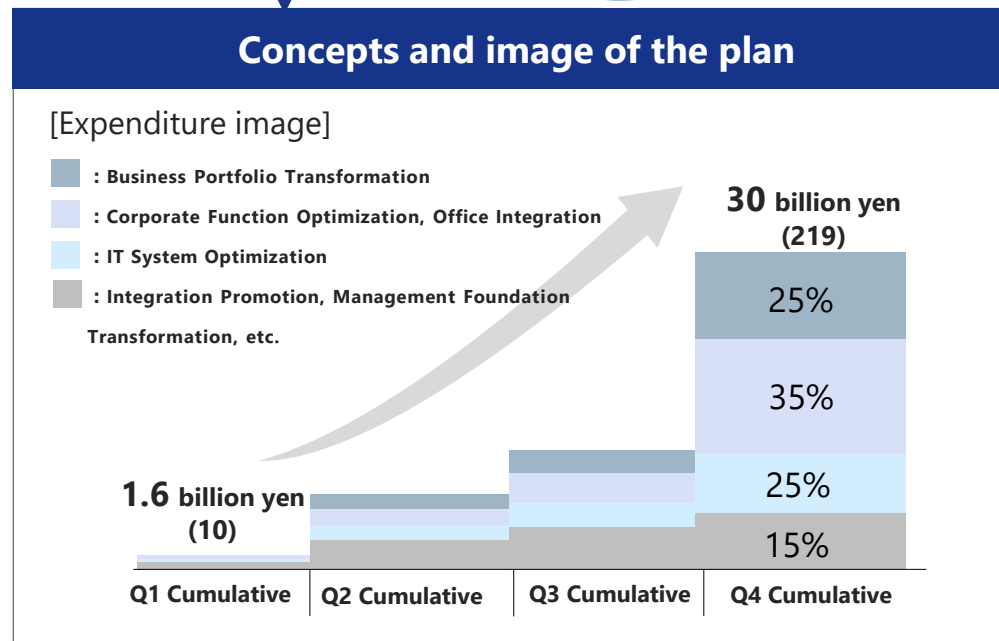 Concepts and image of the plan
[Expenditure image]
: Business Portfolio Transformation
: Corporate Function Optimization, Office Integration
: IT System Optimization
: Integration Promotion, Management Foundation
Transformation, etc.
30 billion yen
(219)
25%
35%
25%
15%
1.6 billion yen
(10)
Q1 Cumulative
Q2 Cumulative
Q3 Cumulative
Q4 Cumulative